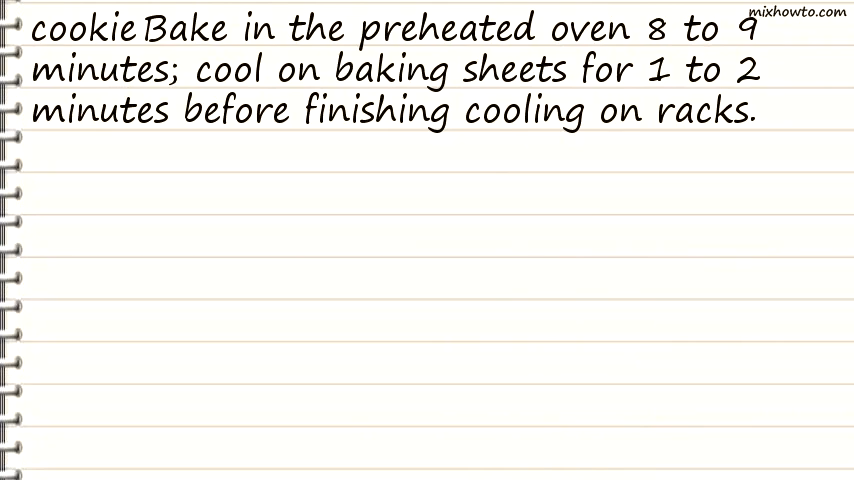 mixhowto.com
cookie Bake in the preheated oven 8 to 9
minutes; cool on baking sheets for 1 to 2
minutes before finishing cooling on racks.